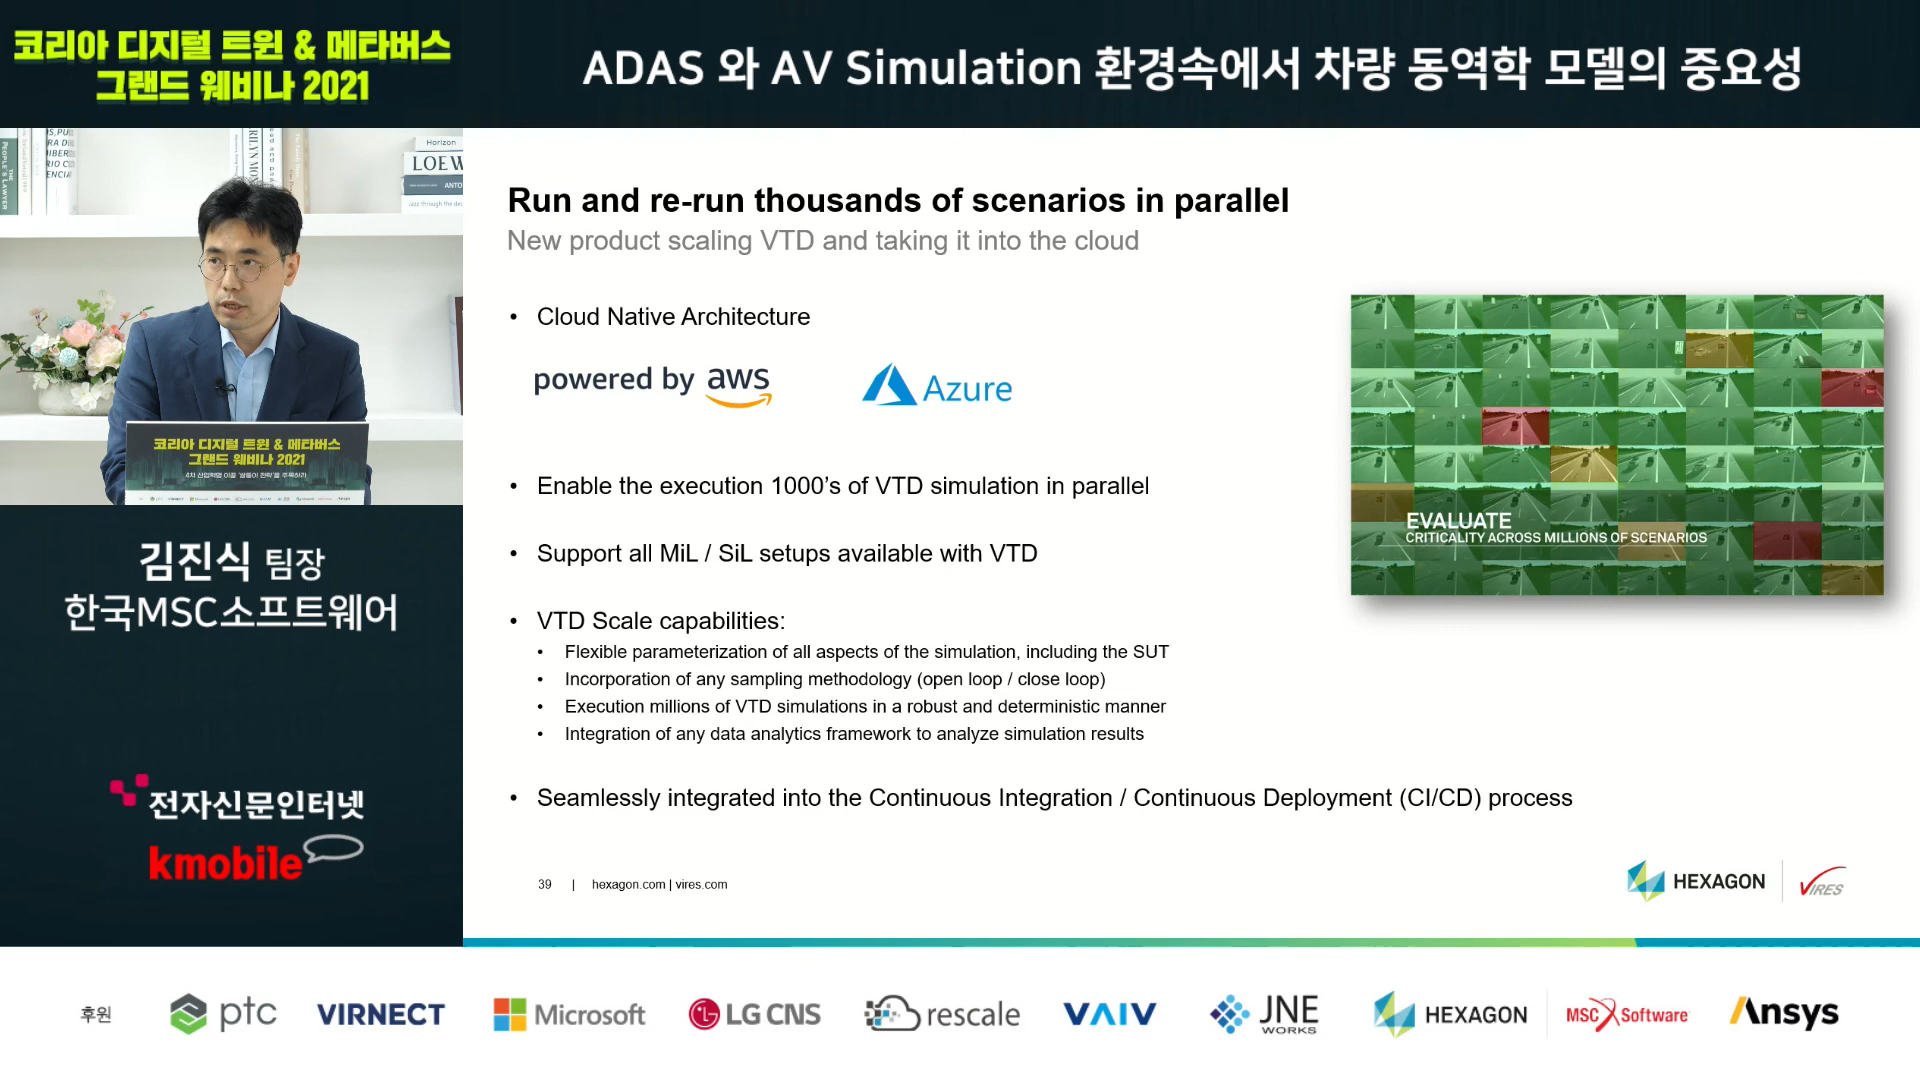 코리아 디지털 트윈 & 메타버스
그랜드 웨비나 2021
ADAS 와 AV Simulation 환경속에서 차량 동역학 모델의 중요성
Horizon
LOEW
ANTO
코리아 디지털 트윈 & 메타버스
그랜드 웨비나 2021
김진식 팀장
한국MSC소프트웨어
전자신문인터넷
kmobile
Run and re-run thousands of scenarios in parallel
New product scaling VTD and taking it into the cloud
• Cloud Native Architecture
powered by aws
Azure
• Enable the execution 1000’s of VTD simulation in parallel
• Support all MiL / SiL setups available with VTD
• VTD Scale capabilities:
• Flexible parameterization of all aspects of the simulation, including the SUT
• Incorporation of any sampling methodology (open loop / close loop)
• Execution millions of VTD simulations in a robust and deterministic manner
• Integration of any data analytics framework to analyze simulation results
• Seamlessly integrated into the Continuous Integration / Continuous Deployment (CI/CD) process
EVALUATE
CRITICALITY ACROSS MILLIONS OF SCENARIOS
39 | hexagon.com | vires.com
HEXAGON
VIRES
후원
ptc
VIRNECT
Microsoft
LG CNS
rescale
VAIV
JNE
WORKS
HEXAGON
MSC Software
Ansys